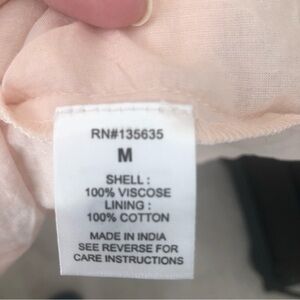 RN#135635
M
SHELL :
100% VISCOSE
LINING :
100% COTTON
MADE IN INDIA
SEE REVERSE FOR
CARE INSTRUCTIONS